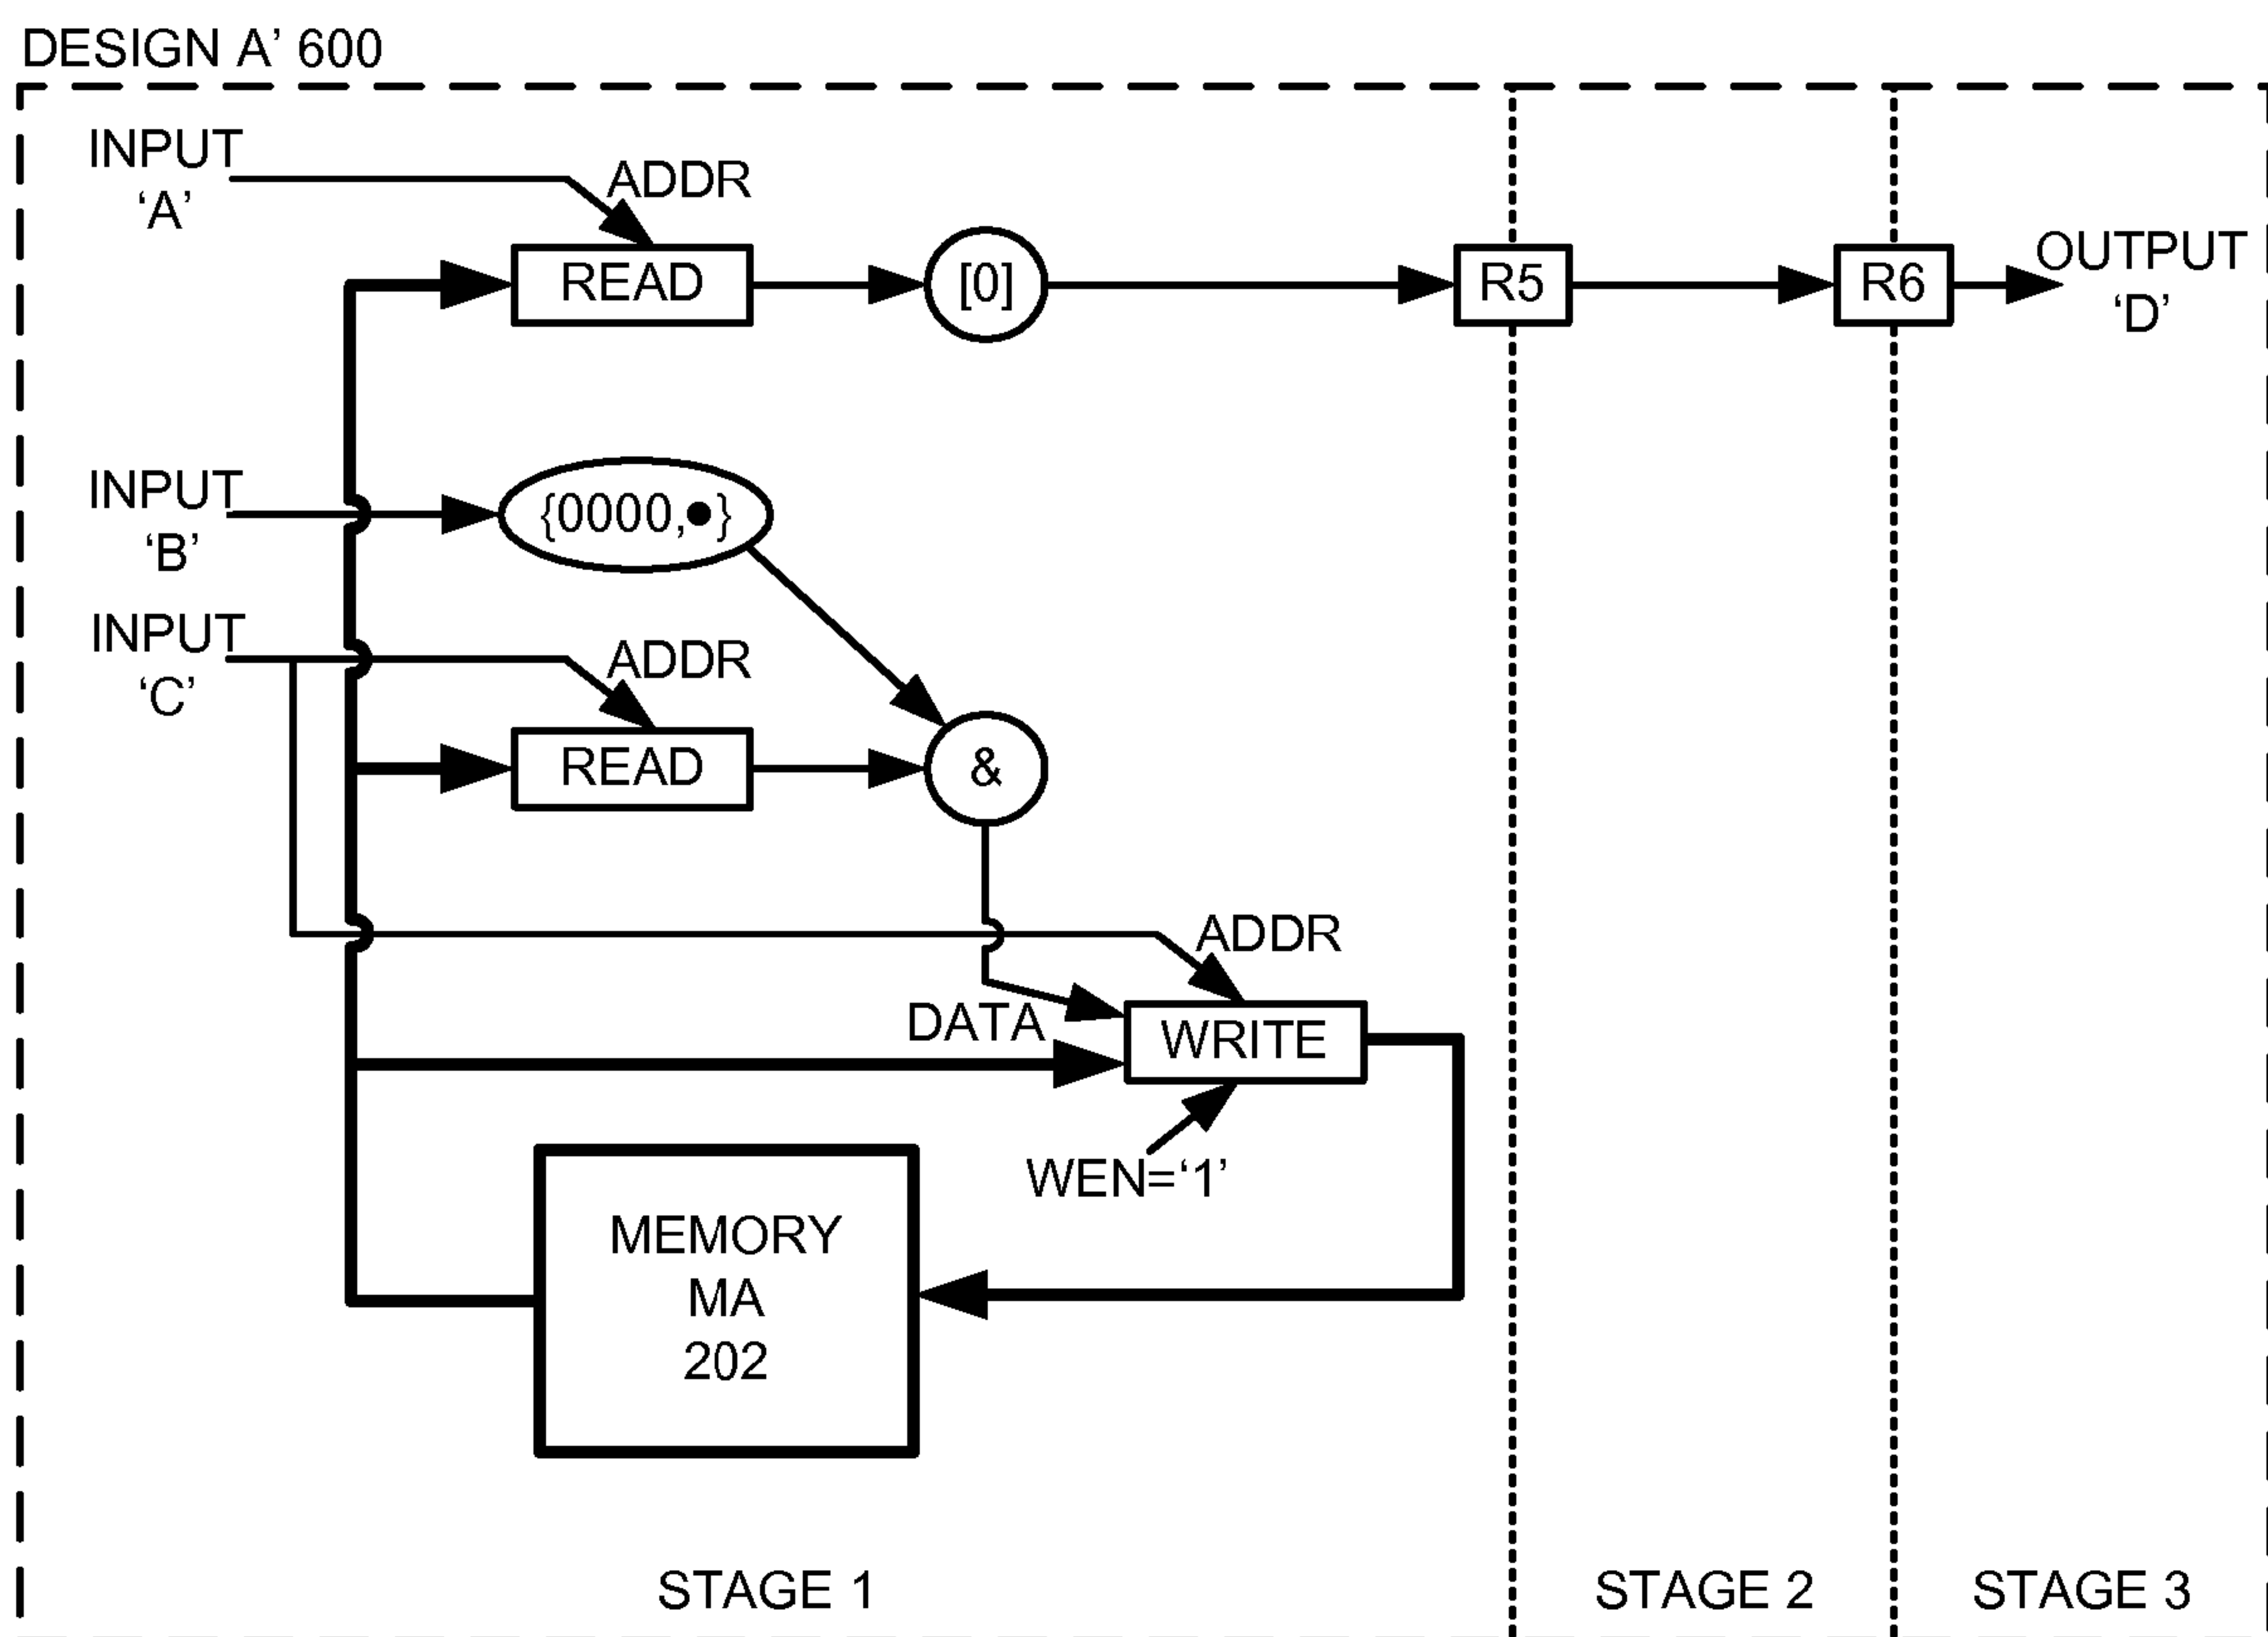 DESIGN A’ 600
INPUT
‘A’
ADDR
READ
[0]
R5
R6
OUTPUT
‘D’
INPUT
‘B’
{0000,●}
INPUT
‘C’
ADDR
READ
&
ADDR
DATA
WRITE
WEN=‘1’
MEMORY
MA
202
STAGE 1
STAGE 2
STAGE 3